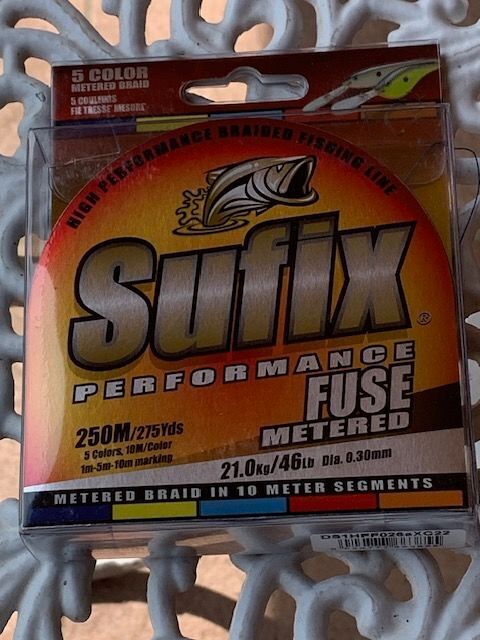 5 COLOR
METERED BRAID
5 COULEURS
FIL TRESSÉ MESURÉ
HIGH PERFORMANCE BRAIDED FISHING LINE
Sufix®
PERFORMANCE
FUSE
METERED
250M/275Yds
5 Colors, 10M/Color
1m-5m-10m marking
21.0Kg/46Lb Dia. 0.30mm
METERED BRAID IN 10 METER SEGMENTS